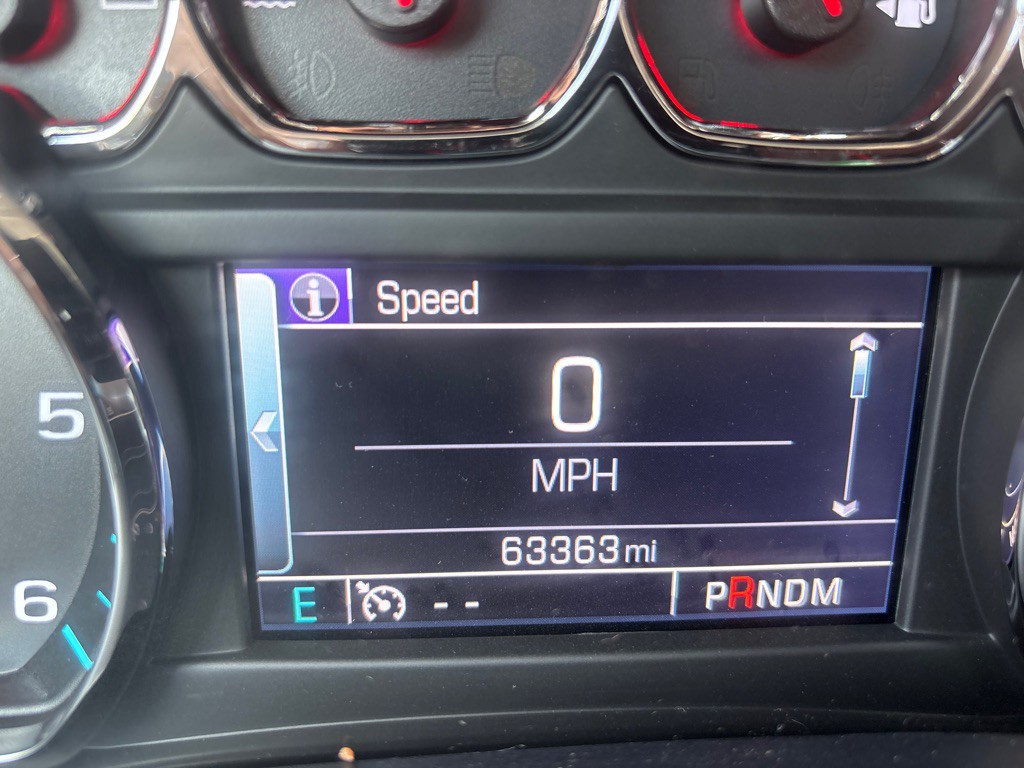 Speed
0
MPH
5
63363 mi
6
E
- -
PRNDM